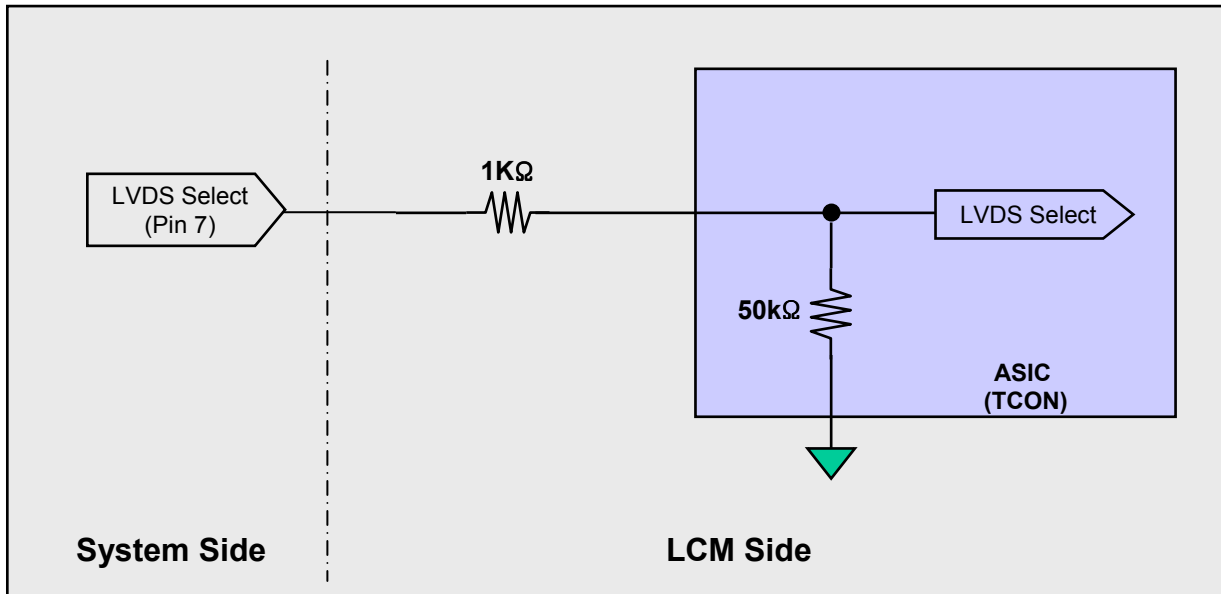 LVDS Select
(Pin 7)
1KΩ
LVDS Select
50kΩ
ASIC
(TCON)
System Side
LCM Side